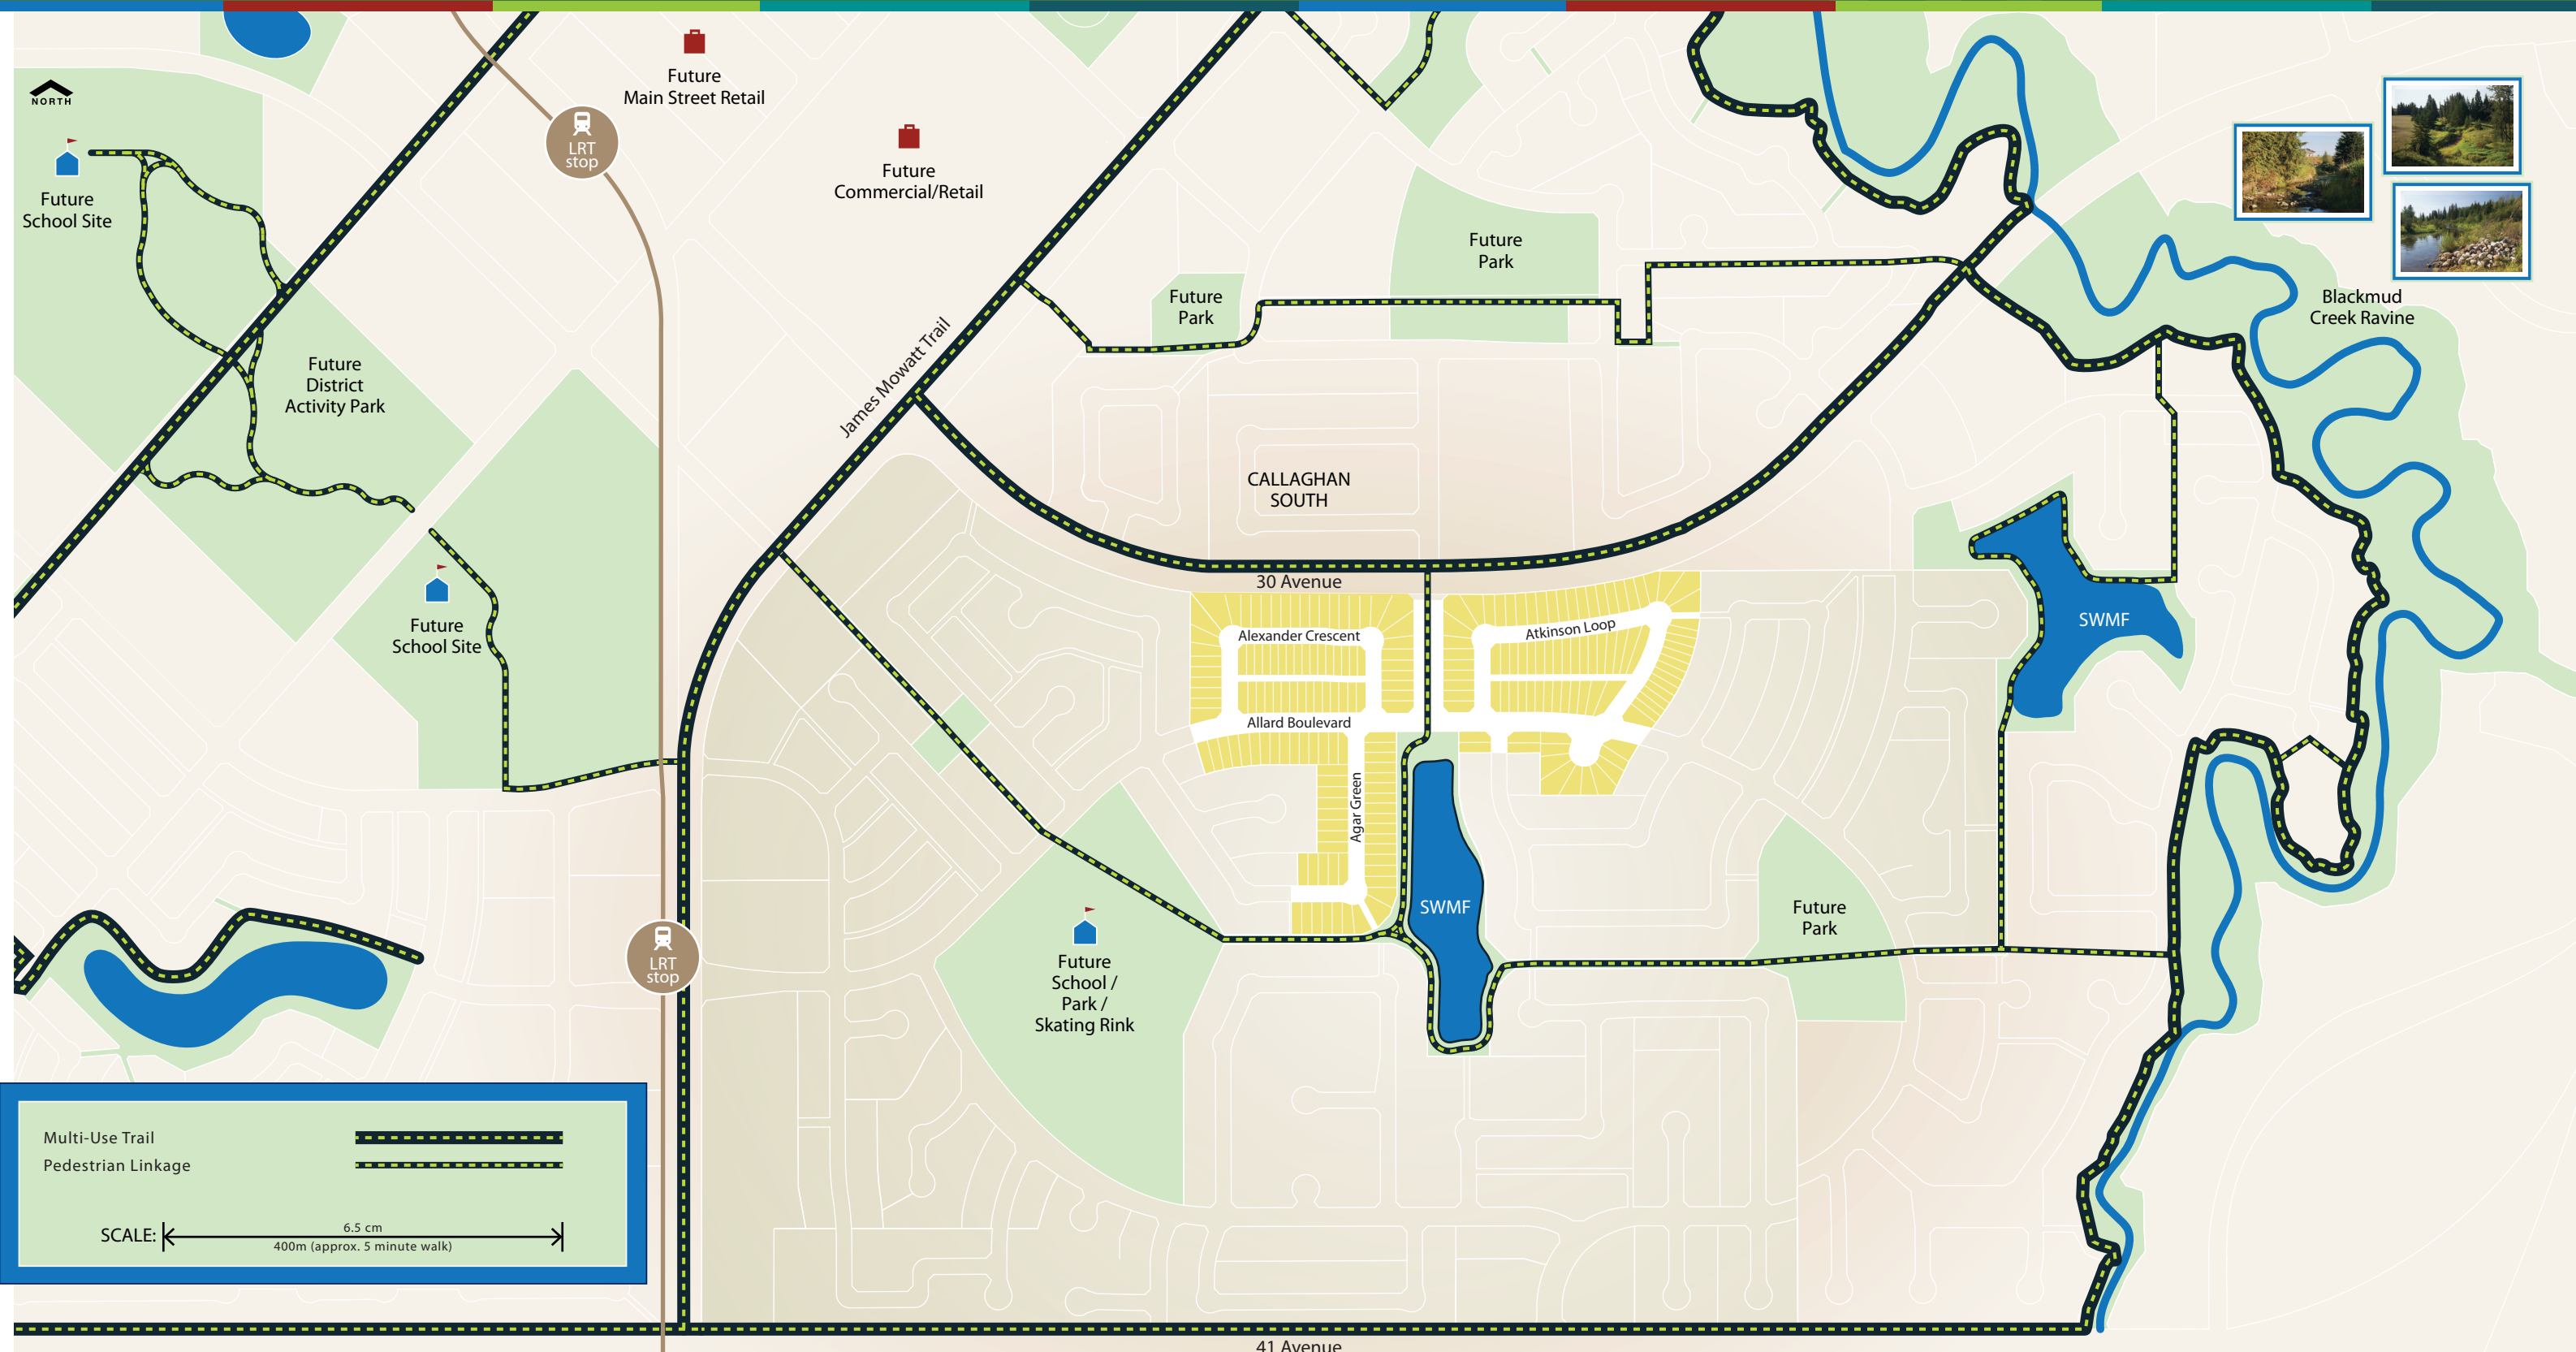 NORTH
Future
Main Street Retail
LRT
stop
Future
Commercial/Retail
Future
School Site
Future
Park
Future
Park
Blackmud
Creek Ravine
James Mowatt Trail
Future
District
Activity Park
CALLAGHAN
SOUTH
30 Avenue
Future
School Site
Alexander Crescent
Atkinson Loop
SWMF
Allard Boulevard
Agar Green
SWMF
Future
Park
LRT
stop
Future
School /
Park /
Skating Rink
Multi-Use Trail
Pedestrian Linkage
SCALE:
6.5 cm
400m (approx. 5 minute walk)
41 Avenue